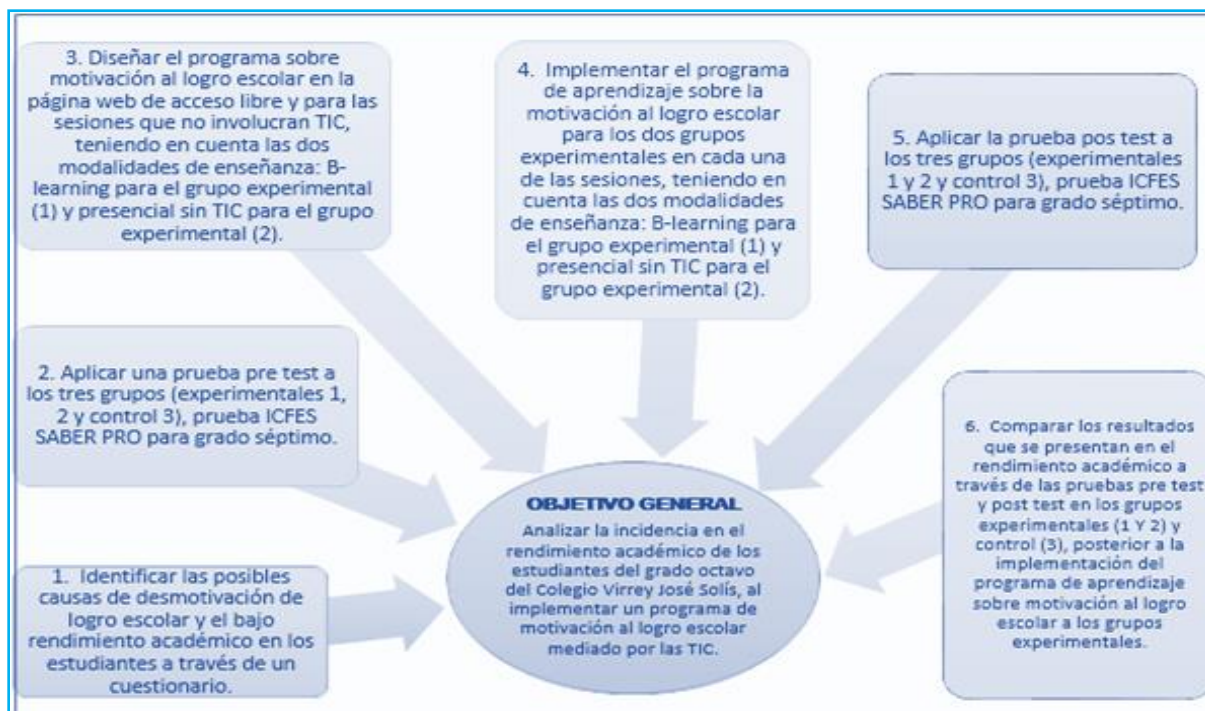 3. Diseñar el programa sobre
motivación al logro escolar en la
página web de acceso libre y para las
sesiones que no involucran TIC,
teniendo en cuenta las dos
modalidades de enseñanza: B-
learning para el grupo experimental
(1) y presencial sin TIC para el grupo
experimental (2).
4. Implementar el programa
de aprendizaje sobre la
motivación al logro escolar
para los dos grupos
experimentales en cada una
de las sesiones, teniendo en
cuenta las dos modalidades
de enseñanza: B-learning para
el grupo experimental (1) y
presencial sin TIC para el
grupo experimental (2).
5. Aplicar la prueba pos test a
los tres grupos (experimentales
1 y 2 y control 3), prueba ICFES
SABER PRO para grado séptimo.
2. Aplicar una prueba pre test a
los tres grupos (experimentales 1,
2 y control 3), prueba ICFES
SABER PRO para grado séptimo.
6. Comparar los resultados
que se presentan en el
rendimiento académico a
través de las pruebas pre test
y post test en los grupos
experimentales (1 Y 2) y
control (3), posterior a la
implementación del
programa de aprendizaje
sobre motivación al logro
escolar a los grupos
experimentales.
1. Identificar las posibles
causas de desmotivación de
logro escolar y el bajo
rendimiento académico en los
estudiantes a través de un
cuestionario.
OBJETIVO GENERAL
Analizar la incidencia en el
rendimiento académico de los
estudiantes del grado octavo
del Colegio Virrey José Solís, al
implementar un programa de
motivación al logro escolar
mediado por las TIC.